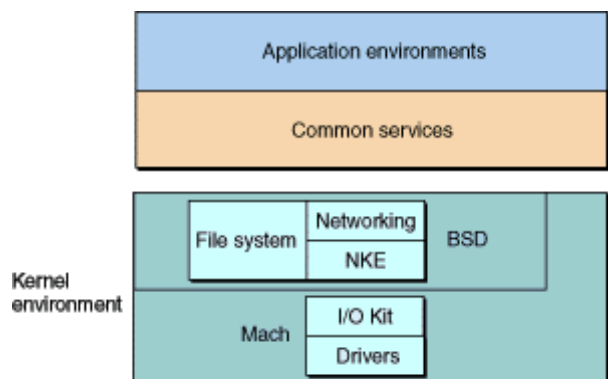 Application environments
Common services
File system
Networking
NKE
BSD
Kernel
environment
Mach
I/O Kit
Drivers